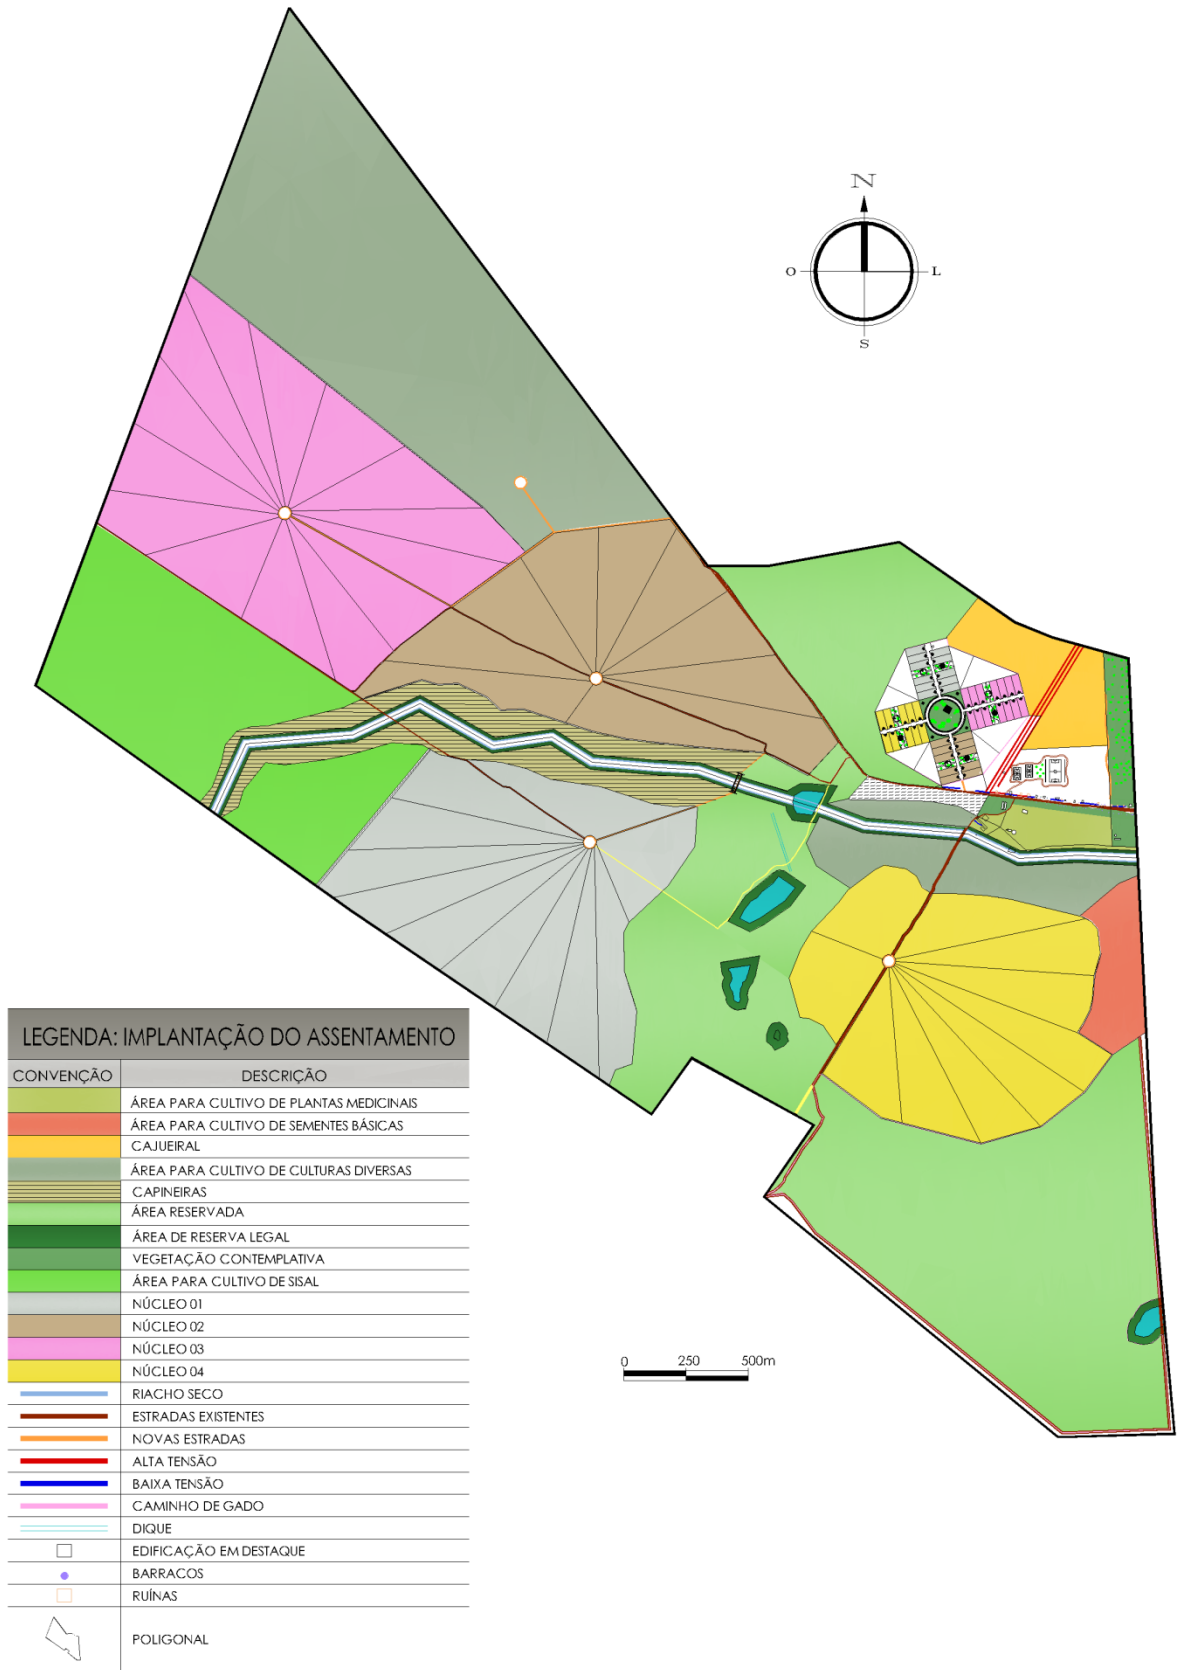 N
O
L
S
0 250 500m
LEGENDA: IMPLANTAÇÃO DO ASSENTAMENTO
CONVENÇÃO DESCRIÇÃO
ÁREA PARA CULTIVO DE PLANTAS MEDICINAIS
ÁREA PARA CULTIVO DE SEMENTES BÁSICAS
CAJUEIRAL
ÁREA PARA CULTIVO DE CULTURAS DIVERSAS
CAPINEIRAS
ÁREA RESERVADA
ÁREA DE RESERVA LEGAL
VEGETAÇÃO CONTEMPLATIVA
ÁREA PARA CULTIVO DE SISAL
NÚCLEO 01
NÚCLEO 02
NÚCLEO 03
NÚCLEO 04
RIACHO SECO
ESTRADAS EXISTENTES
NOVAS ESTRADAS
ALTA TENSÃO
BAIXA TENSÃO
CAMINHO DE GADO
DIQUE
EDIFICAÇÃO EM DESTAQUE
BARRACOS
RUÍNAS
POLIGONAL